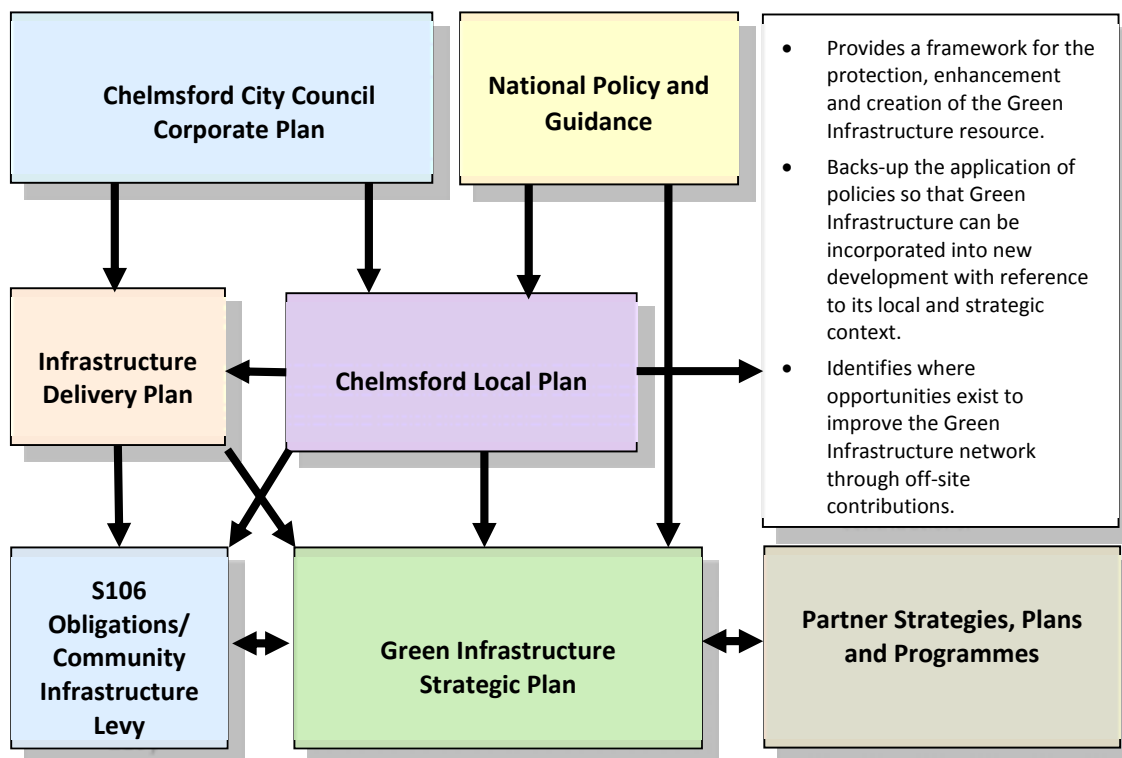 Chelmsford City Council
Corporate Plan
National Policy and
Guidance
• Provides a framework for the
protection, enhancement
and creation of the Green
Infrastructure resource.
• Backs-up the application of
policies so that Green
Infrastructure can be
incorporated into new
development with reference
to its local and strategic
context.
• Identifies where
opportunities exist to
improve the Green
Infrastructure network
through off-site
contributions.
Infrastructure
Delivery Plan
Chelmsford Local Plan
S106
Obligations/
Community
Infrastructure
Levy
Green Infrastructure
Strategic Plan
Partner Strategies, Plans
and Programmes